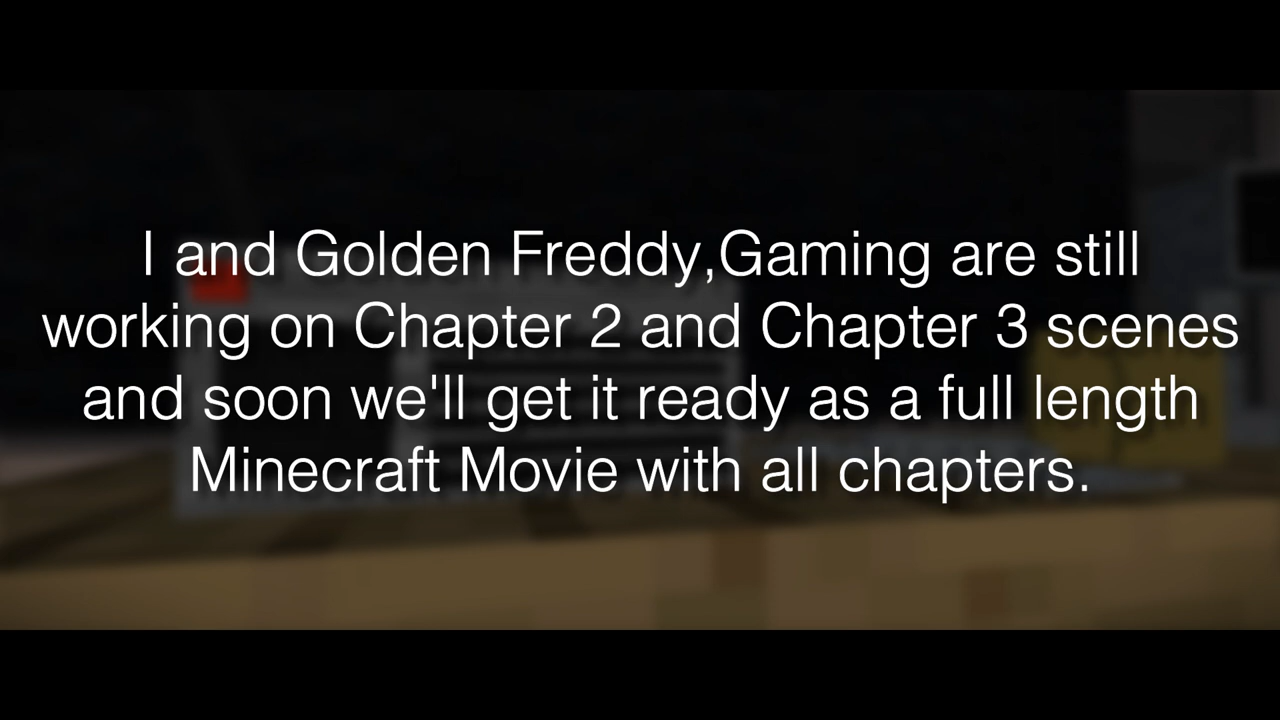 I and Golden Freddy,Gaming are still
working on Chapter 2 and Chapter 3 scenes
and soon we'll get it ready as a full length
Minecraft Movie with all chapters.